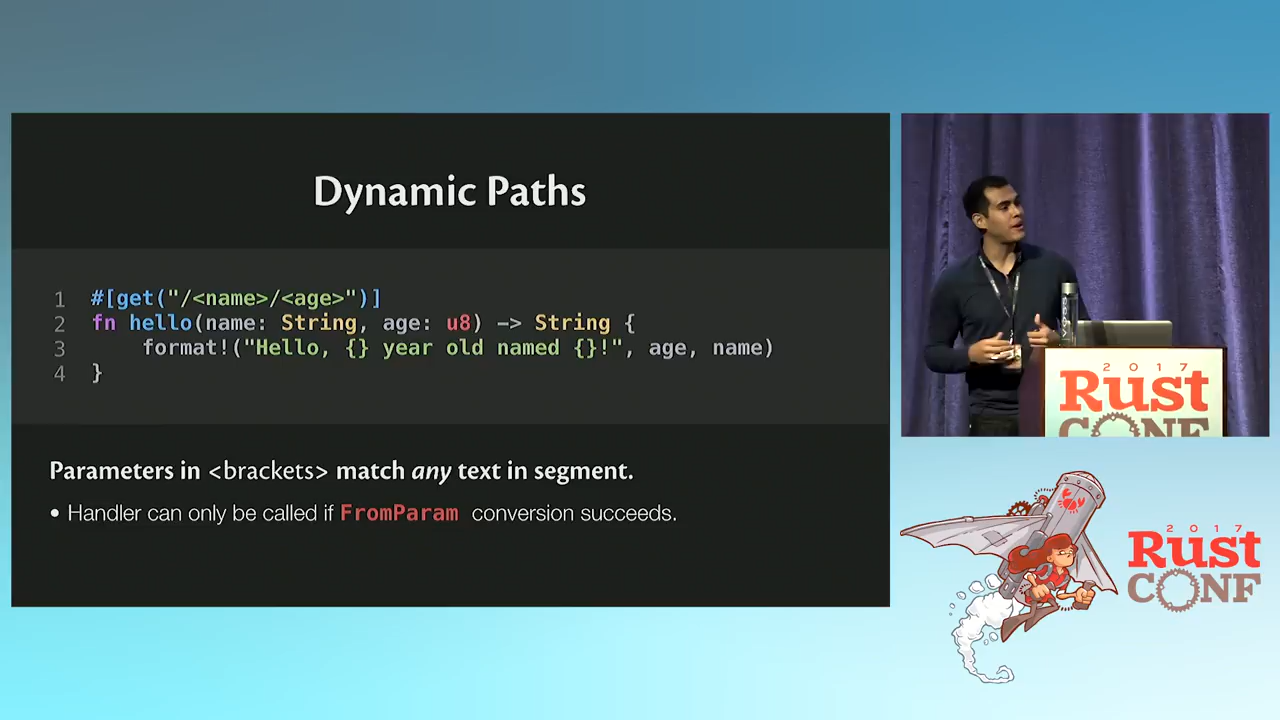 Dynamic Paths
1 #[get("/<name>/<age>")]
2 fn hello(name: String, age: u8) -> String {
3 format!("Hello, {} year old named {}!", age, name)
4 }
Parameters in <brackets> match any text in segment.
• Handler can only be called if FromParam conversion succeeds.
2017
Rust
CONF
2017
Rust
CONF